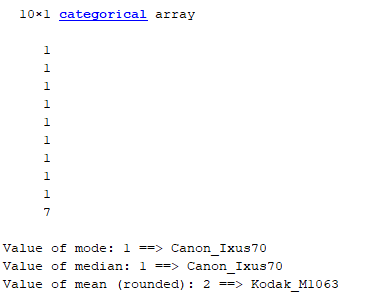 10×1 categorical array
1
1
1
1
1
1
1
1
1
7
Value of mode: 1 ==> Canon_Ixus70
Value of median: 1 ==> Canon_Ixus70
Value of mean (rounded): 2 ==> Kodak_M1063